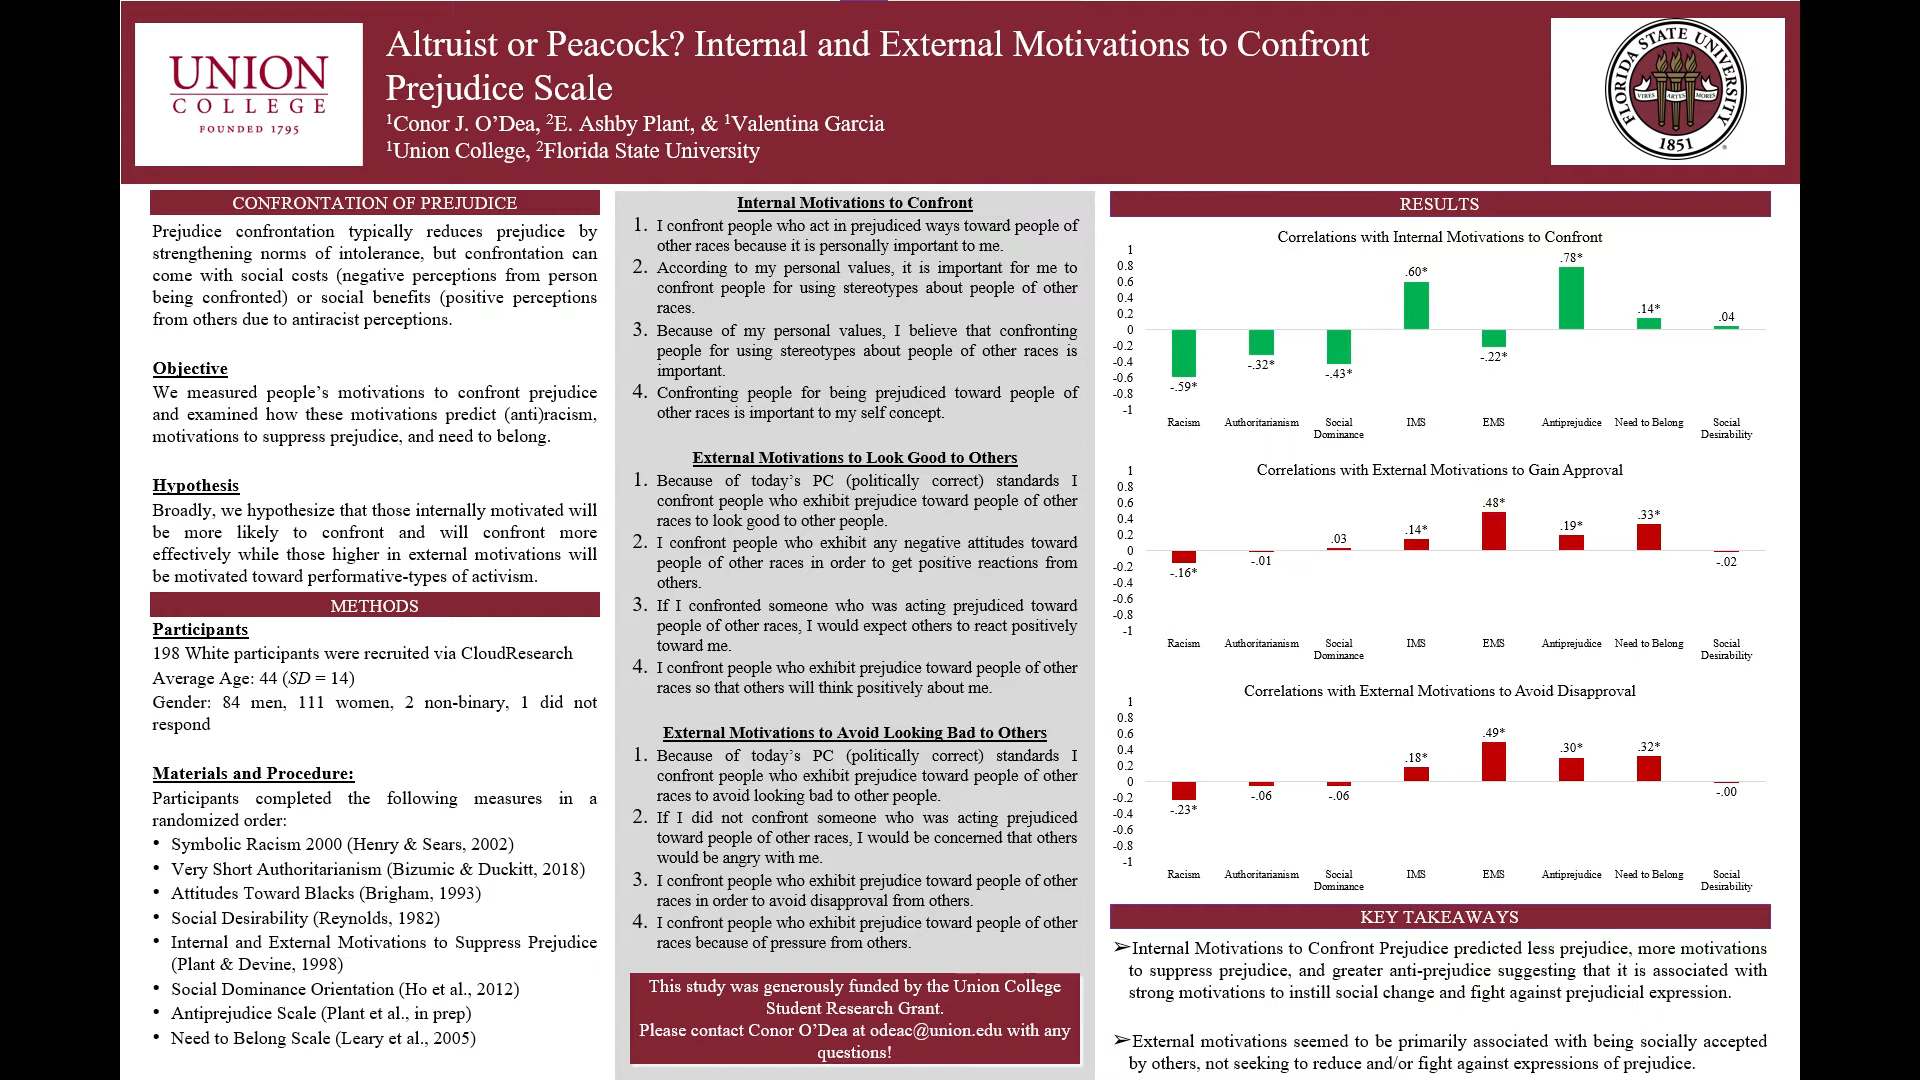 UNION
COLLEGE
FOUNDED 1795
Altruist or Peacock? Internal and External Motivations to Confront
Prejudice Scale
¹Conor J. O’Dea, ²E. Ashby Plant, & ¹Valentina Garcia
¹Union College, ²Florida State University
FLORIDA STATE UNIVERSITY
VIRES ARTES MORES
1851
CONFRONTATION OF PREJUDICE
Prejudice confrontation typically reduces prejudice by
strengthening norms of intolerance, but confrontation can
come with social costs (negative perceptions from person
being confronted) or social benefits (positive perceptions
from others due to antiracist perceptions.
Objective
We measured people’s motivations to confront prejudice
and examined how these motivations predict (anti)racism,
motivations to suppress prejudice, and need to belong.
Hypothesis
Broadly, we hypothesize that those internally motivated will
be more likely to confront and will confront more
effectively while those higher in external motivations will
be motivated toward performative-types of activism.
METHODS
Participants
198 White participants were recruited via CloudResearch
Average Age: 44 (SD = 14)
Gender: 84 men, 111 women, 2 non-binary, 1 did not
respond
Materials and Procedure:
Participants completed the following measures in a
randomized order:
• Symbolic Racism 2000 (Henry & Sears, 2002)
• Very Short Authoritarianism (Bizumic & Duckitt, 2018)
• Attitudes Toward Blacks (Brigham, 1993)
• Social Desirability (Reynolds, 1982)
• Internal and External Motivations to Suppress Prejudice
(Plant & Devine, 1998)
• Social Dominance Orientation (Ho et al., 2012)
• Antiprejudice Scale (Plant et al., in prep)
• Need to Belong Scale (Leary et al., 2005)
Internal Motivations to Confront
1. I confront people who act in prejudiced ways toward people of
other races because it is personally important to me.
2. According to my personal values, it is important for me to
confront people for using stereotypes about people of other
races.
3. Because of my personal values, I believe that confronting
people for using stereotypes about people of other races is
important.
4. Confronting people for being prejudiced toward people of
other races is important to my self concept.
External Motivations to Look Good to Others
1. Because of today’s PC (politically correct) standards I
confront people who exhibit prejudice toward people of other
races to look good to other people.
2. I confront people who exhibit any negative attitudes toward
people of other races in order to get positive reactions from
others.
3. If I confronted someone who was acting prejudiced toward
people of other races, I would expect others to react positively
toward me.
4. I confront people who exhibit prejudice toward people of other
races so that others will think positively about me.
External Motivations to Avoid Looking Bad to Others
1. Because of today’s PC (politically correct) standards I
confront people who exhibit prejudice toward people of other
races to avoid looking bad to other people.
2. If I did not confront someone who was acting prejudiced
toward people of other races, I would be concerned that others
would be angry with me.
3. I confront people who exhibit prejudice toward people of other
races in order to avoid disapproval from others.
4. I confront people who exhibit prejudice toward people of other
races because of pressure from others.
This study was generously funded by the Union College
Student Research Grant.
Please contact Conor O’Dea at odeac@union.edu with any
questions!
RESULTS
Correlations with Internal Motivations to Confront
1
0.8
0.6
0.4
0.2
0
-0.2
-0.4
-0.6
-0.8
-1
-.59* -.32* -.43* .60* -.22* .78* .14* .04
Racism Authoritarianism Social Dominance IMS EMS Antiprejudice Need to Belong Social Desirability
Correlations with External Motivations to Gain Approval
1
0.8
0.6
0.4
0.2
0
-0.2
-0.4
-0.6
-0.8
-1
-.16* -.01 .03 .14* .48* .19* .33* -.02
Racism Authoritarianism Social Dominance IMS EMS Antiprejudice Need to Belong Social Desirability
Correlations with External Motivations to Avoid Disapproval
1
0.8
0.6
0.4
0.2
0
-0.2
-0.4
-0.6
-0.8
-1
-.23* -.06 -.06 .18* .49* .30* .32* -.00
Racism Authoritarianism Social Dominance IMS EMS Antiprejudice Need to Belong Social Desirability
KEY TAKEAWAYS
➢Internal Motivations to Confront Prejudice predicted less prejudice, more motivations
to suppress prejudice, and greater anti-prejudice suggesting that it is associated with
strong motivations to instill social change and fight against prejudicial expression.
➢External motivations seemed to be primarily associated with being socially accepted
by others, not seeking to reduce and/or fight against expressions of prejudice.